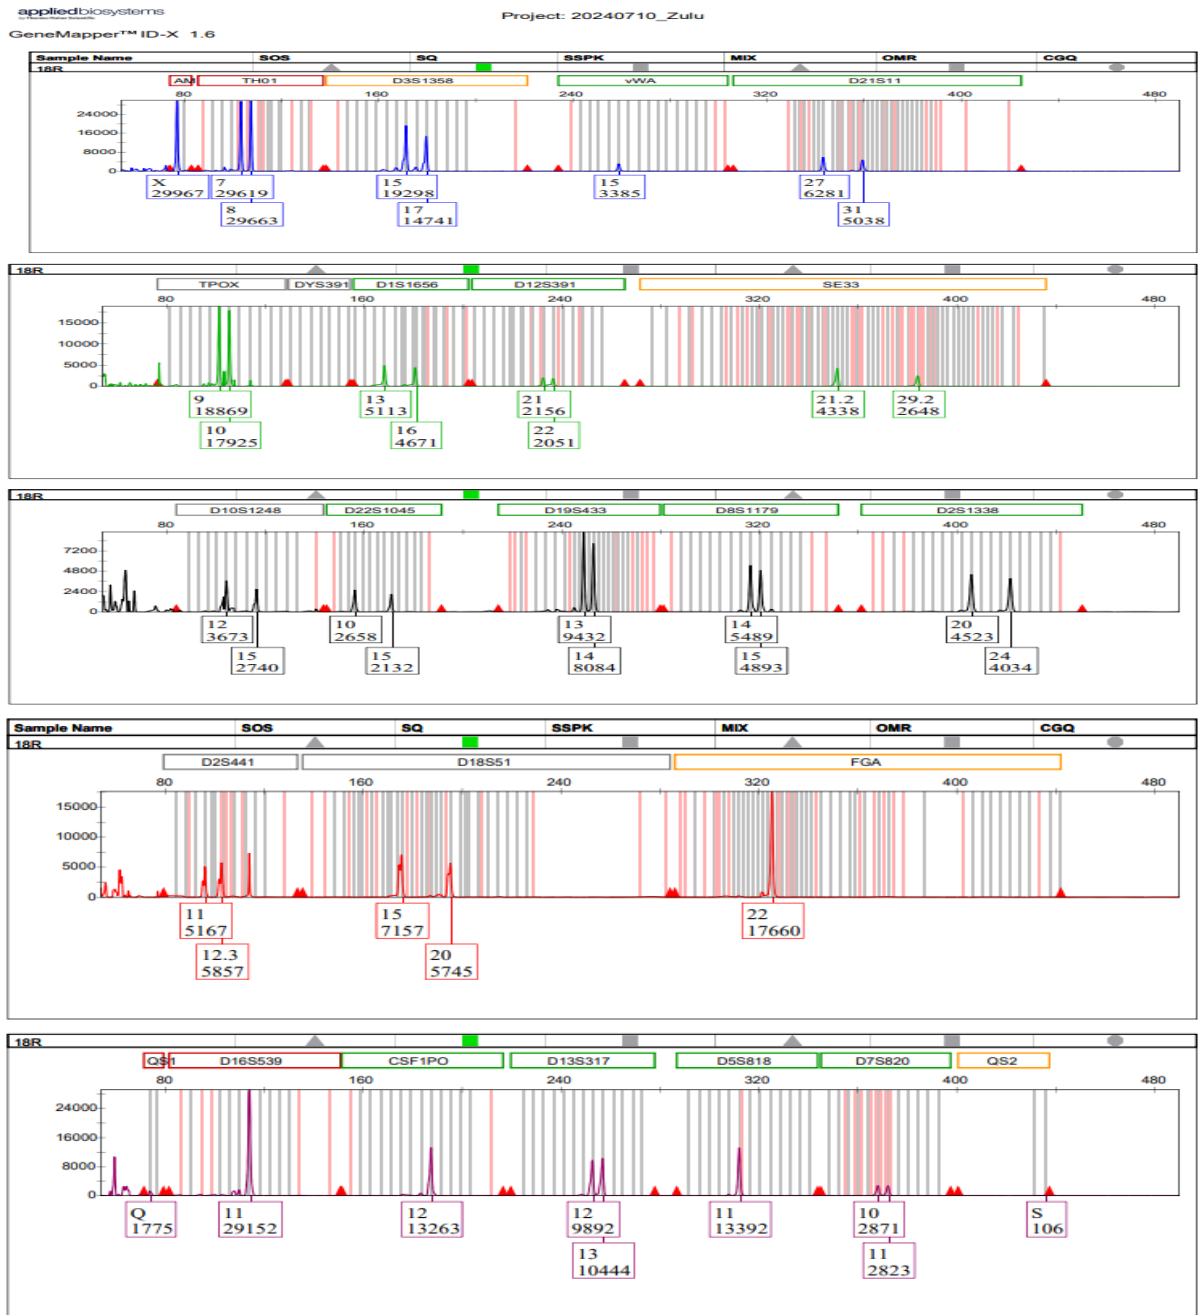 appliedbiosystems
Project: 20240710_Zulu
GeneMapper™ ID-X 1.6
Sample Name SOS SQ SSPK MIX OMR CGQ
18R
AM TH01 D3S1358 vWA D21S11
80 160 240 320 400 480
24000
16000
8000
0
X 7 15 15 27
29967 29619 19298 3385 6281
8 17 31
29663 14741 5038
18R
TPOX DYS391 D1S1656 D12S391 SE33
80 160 240 320 400 480
15000
10000
5000
0
9 13 21 21.2 29.2
18869 5113 2156 4338 2648
10 16 22
17925 4671 2051
18R
D10S1248 D22S1045 D19S433 D8S1179 D2S1338
80 160 240 320 400 480
7200
4800
2400
0
12 10 13 14 20
3673 2658 9432 5489 4523
15 15 14 15 24
2740 2132 8084 4893 4034
Sample Name SOS SQ SSPK MIX OMR CGQ
18R
D2S441 D18S51 FGA
80 160 240 320 400 480
15000
10000
5000
0
11 15 22
5167 7157 17660
12.3 20
5857 5745
18R
QS1 D16S539 CSF1PO D13S317 D5S818 D7S820 QS2
80 160 240 320 400 480
24000
16000
8000
0
Q 11 12 12 11 10 S
1775 29152 13263 9892 13392 2871 106
13 11
10444 2823